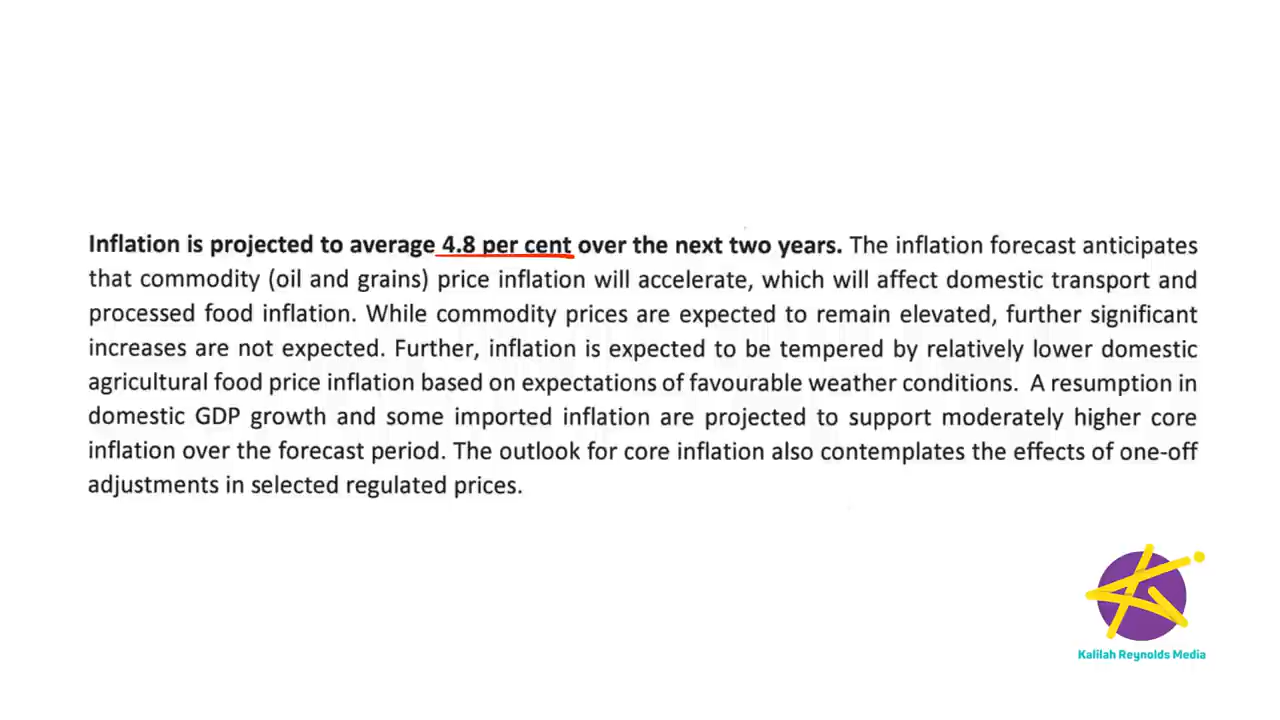 Inflation is projected to average 4.8 per cent over the next two years. The inflation forecast anticipates
that commodity (oil and grains) price inflation will accelerate, which will affect domestic transport and
processed food inflation. While commodity prices are expected to remain elevated, further significant
increases are not expected. Further, inflation is expected to be tempered by relatively lower domestic
agricultural food price inflation based on expectations of favourable weather conditions. A resumption in
domestic GDP growth and some imported inflation are projected to support moderately higher core
inflation over the forecast period. The outlook for core inflation also contemplates the effects of one-off
adjustments in selected regulated prices.
Kalilah Reynolds Media